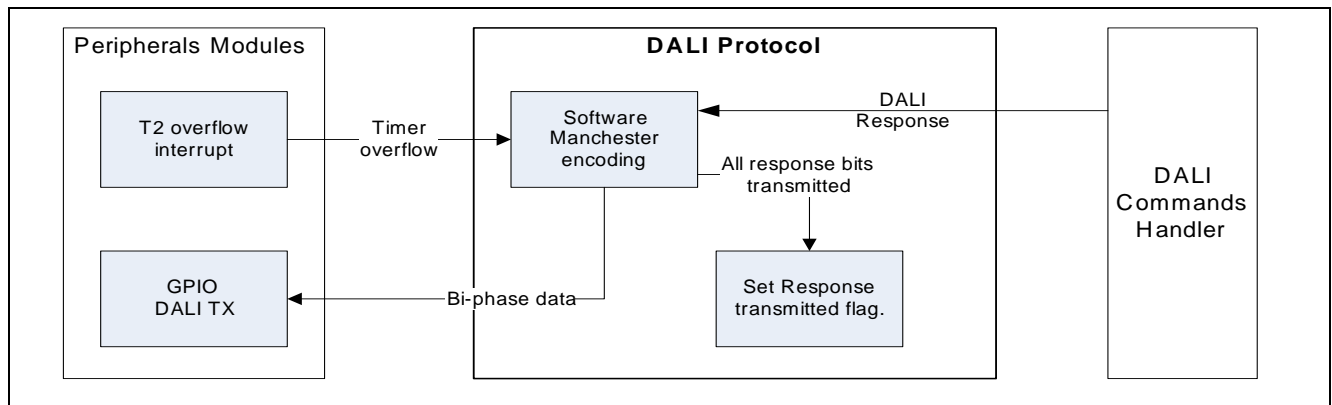 Peripherals Modules
DALI Protocol
T2 overflow
interrupt
Timer
overflow
Software
Manchester
encoding
DALI
Response
All response bits
transmitted
DALI
Commands
Handler
GPIO
DALI TX
Bi-phase data
Set Response
transmitted flag.